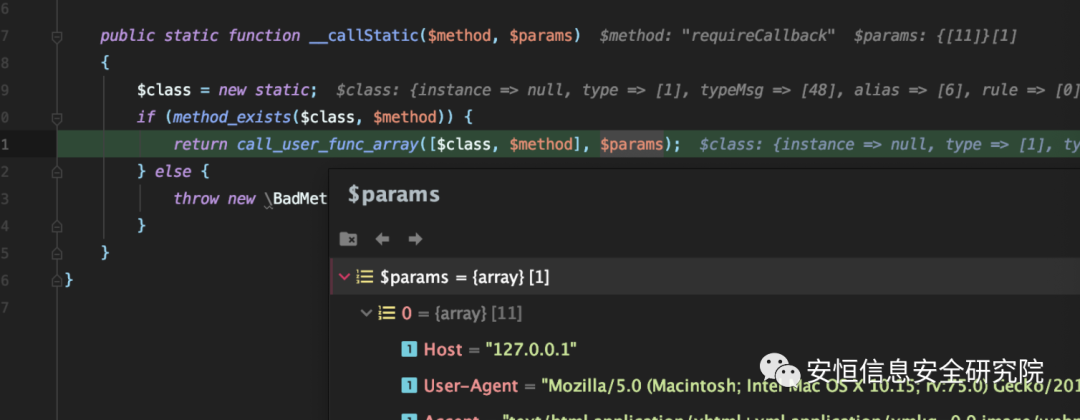 6
7 public static function __callStatic($method, $params) $method: "requireCallback" $params: {[11]}[1]
8 {
9 $class = new static; $class: {instance => null, type => [1], typeMsg => [48], alias => [6], rule => [0]
0 if (method_exists($class, $method)) {
1 return call_user_func_array([$class, $method], $params); $class: {instance => null, type => [1], ty
2 } else {
3 throw new \BadMet
4 }
5 }
6 }
7
$params
$params = {array} [1]
0 = {array} [11]
Host = "127.0.0.1"
User-Agent = "Mozilla/5.0 (Macintosh; Intel Mac OS X 10.15; rv:75.0) Gecko/201
安恒信息安全研究院